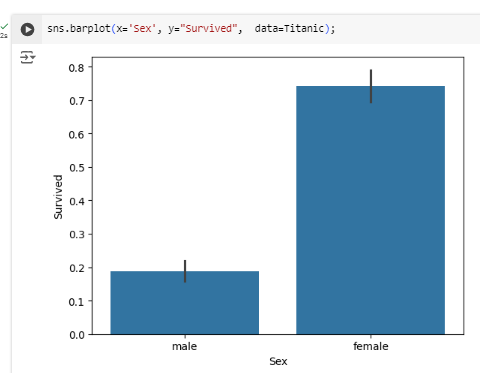 sns.barplot(x='Sex', y="Survived",  data=Titanic);
2s
0.8
0.7
0.6
0.5
0.4
0.3
0.2
0.1
0.0
Survived
male
female
Sex